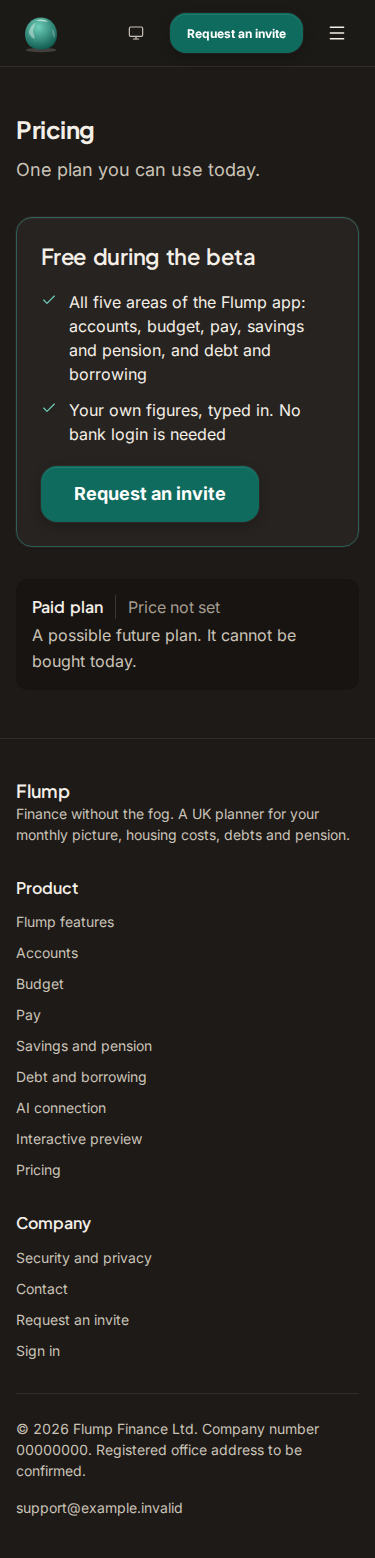 Request an invite
Pricing
One plan you can use today.
Free during the beta
All five areas of the Flump app:
accounts, budget, pay, savings
and pension, and debt and
borrowing
Your own figures, typed in. No
bank login is needed
Request an invite
Paid plan
Price not set
A possible future plan. It cannot be
bought today.
Flump
Finance without the fog. A UK planner for your
monthly picture, housing costs, debts and pension.
Product
Flump features
Accounts
Budget
Pay
Savings and pension
Debt and borrowing
AI connection
Interactive preview
Pricing
Company
Security and privacy
Contact
Request an invite
Sign in
© 2026 Flump Finance Ltd. Company number
00000000. Registered office address to be
confirmed.
support@example.invalid